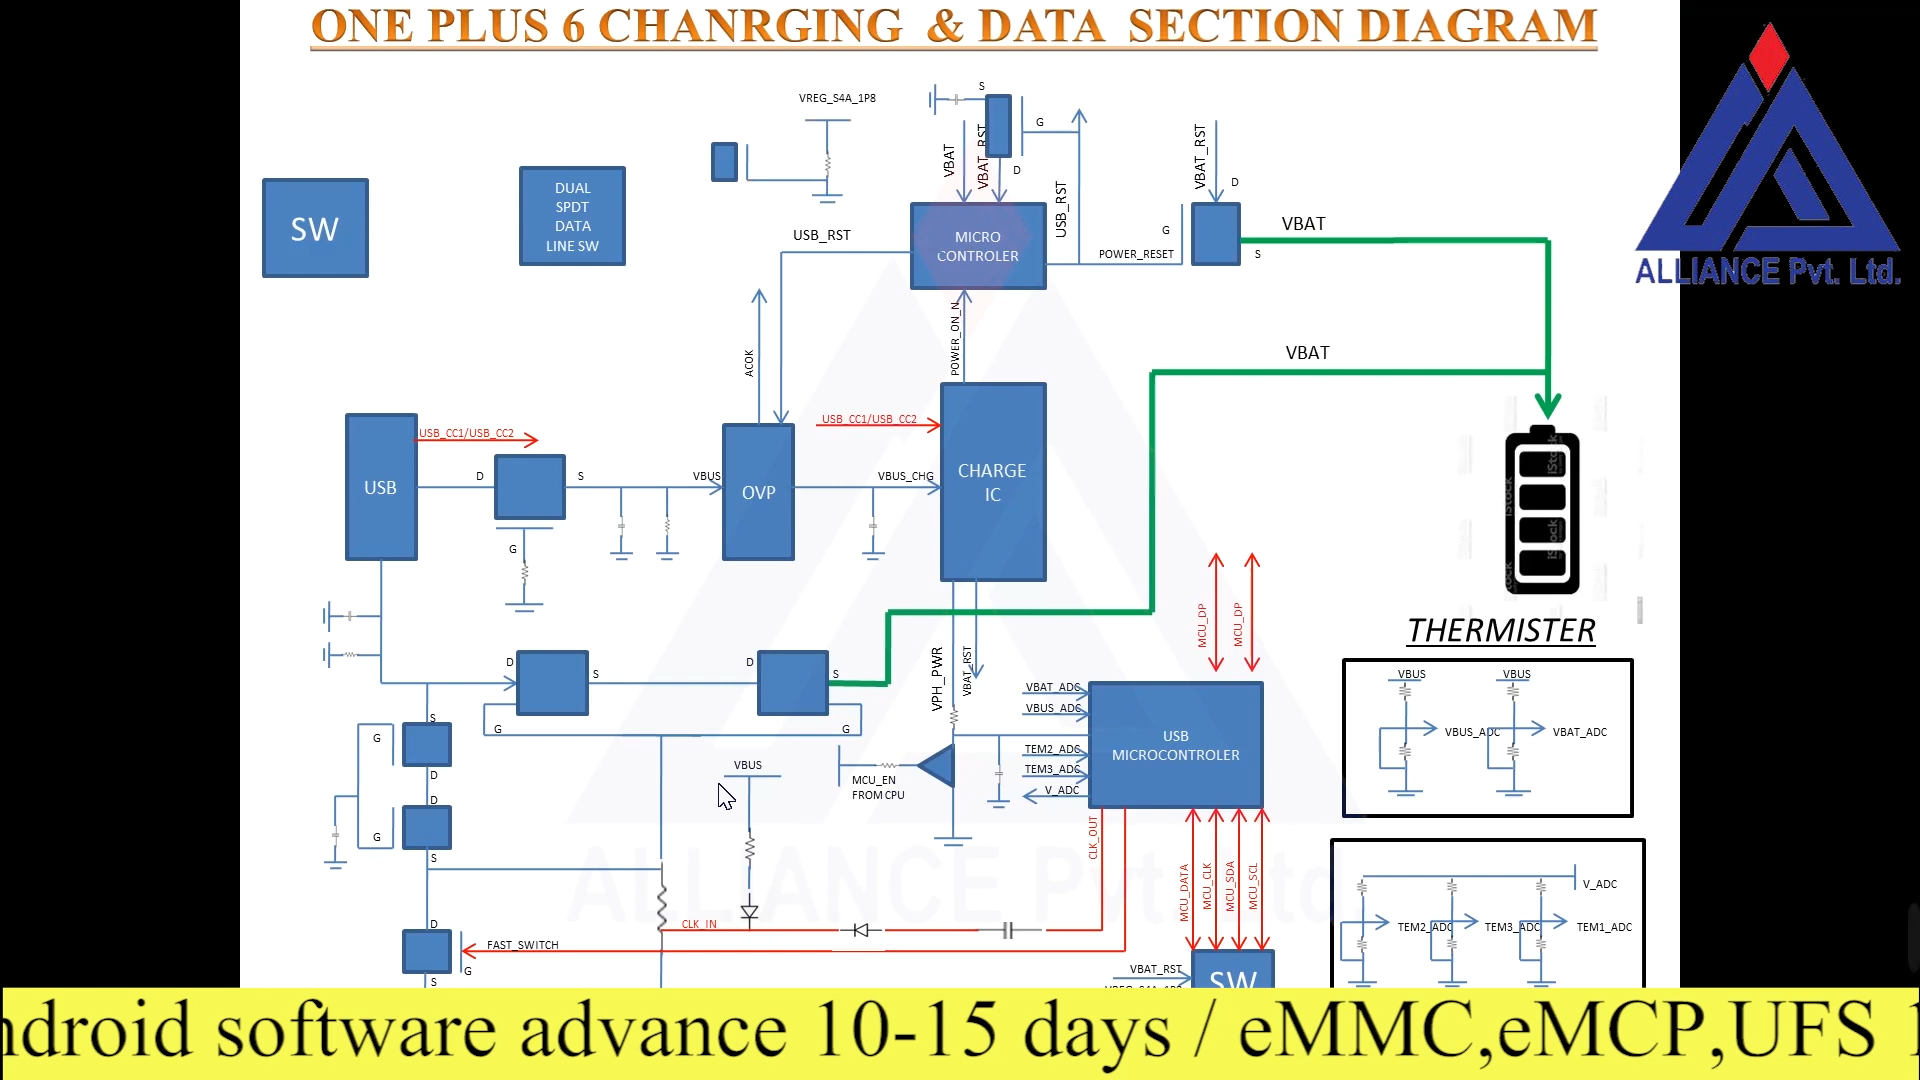 ONE PLUS 6 CHANRGING & DATA SECTION DIAGRAM
ALLIANCE Pvt. Ltd.
VREG_S4A_1P8
S
G
D
VBAT
VBAT_RST
USB_RST
VBAT_RST
D
G
S
SW
DUAL
SPDT
DATA
LINE SW
MICRO
CONTROLER
USB_RST
POWER_RESET
VBAT
VBAT
ACOK
POWER_ON_N
USB_CC1/USB_CC2
USB_CC1/USB_CC2
USB
D
S
G
VBUS
OVP
VBUS_CHG
CHARGE
IC
MCU_DP
MCU_DP
THERMISTER
VBUS
VBUS
VBUS_ADC
VBAT_ADC
D
S
G
D
S
G
VPH_PWR
VBAT_RST
VBAT_ADC
VBUS_ADC
TEM2_ADC
TEM3_ADC
V_ADC
USB
MICROCONTROLER
MCU_EN
FROM CPU
VBUS
S
G
D
D
G
S
CLK_OUT
MCU_DATA
MCU_CLK
MCU_SDA
MCU_SCL
V_ADC
TEM2_ADC
TEM3_ADC
TEM1_ADC
ALLIANCE Pvt. Ltd.
CLK_IN
D
FAST_SWITCH
G
S
VBAT_RST
SW
ndroid software advance 10-15 days / eMMC,eMCP,UFS